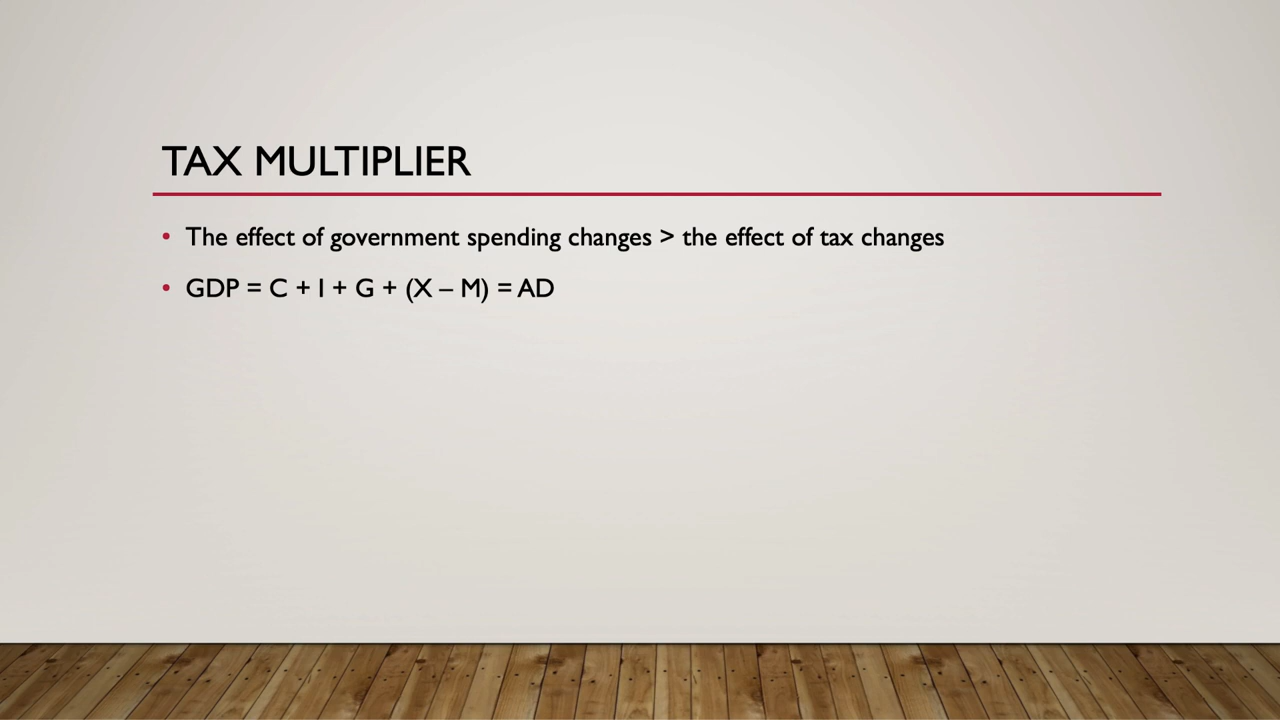 TAX MULTIPLIER
• The effect of government spending changes > the effect of tax changes
• GDP = C + I + G + (X – M) = AD